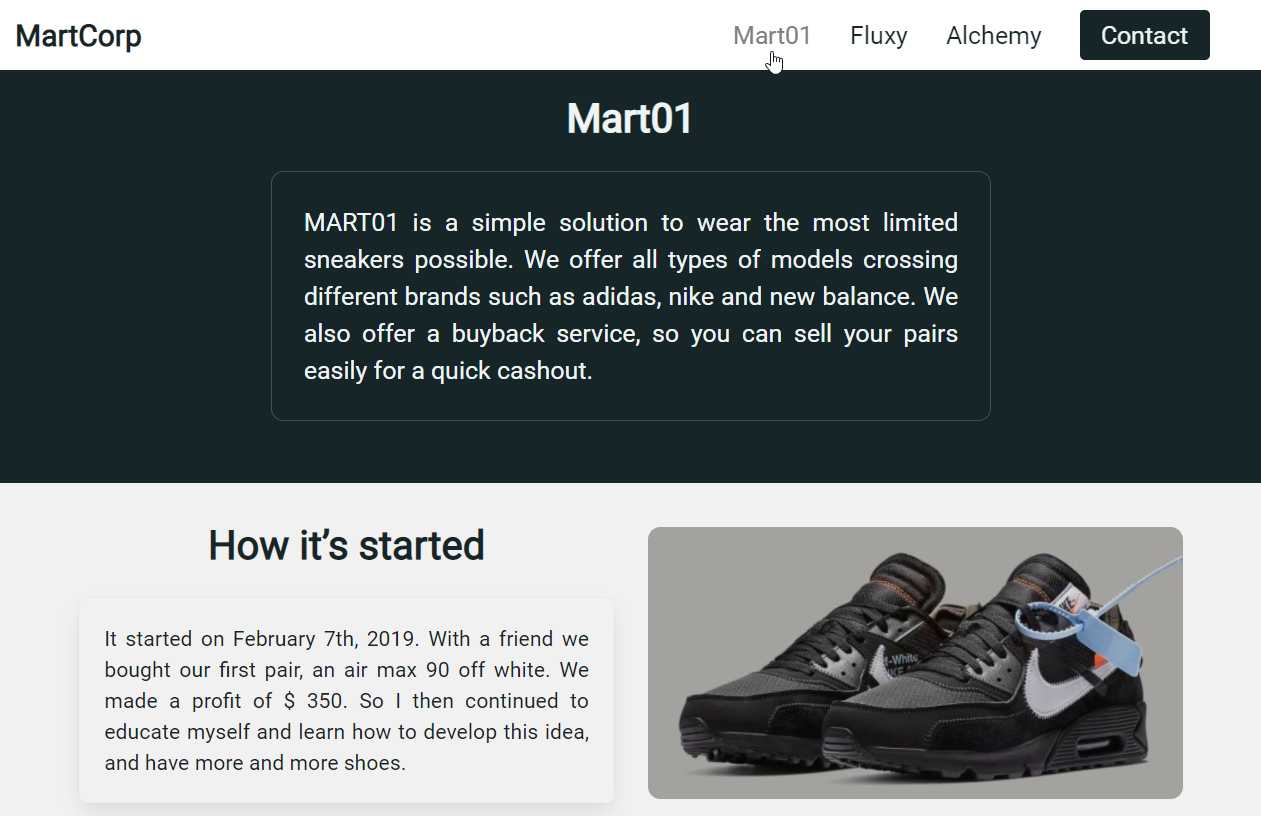 MartCorp
Mart01
Fluxy
Alchemy
Contact
Mart01
MART01 is a simple solution to wear the most limited
sneakers possible. We offer all types of models crossing
different brands such as adidas, nike and new balance. We
also offer a buyback service, so you can sell your pairs
easily for a quick cashout.
How it’s started
It started on February 7th, 2019. With a friend we
bought our first pair, an air max 90 off white. We
made a profit of $ 350. So I then continued to
educate myself and learn how to develop this idea,
and have more and more shoes.